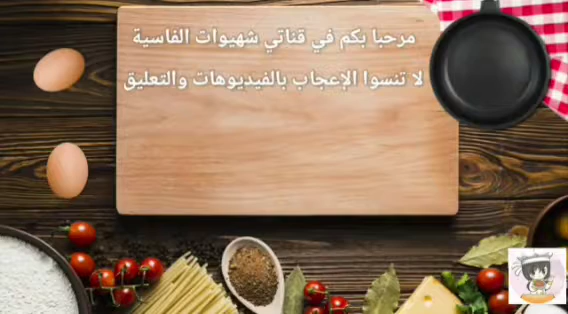 مرحبا بكم في قناتي شهيوات الفاسية
لا تنسوا الإعجاب بالفيديوهات والتعليق